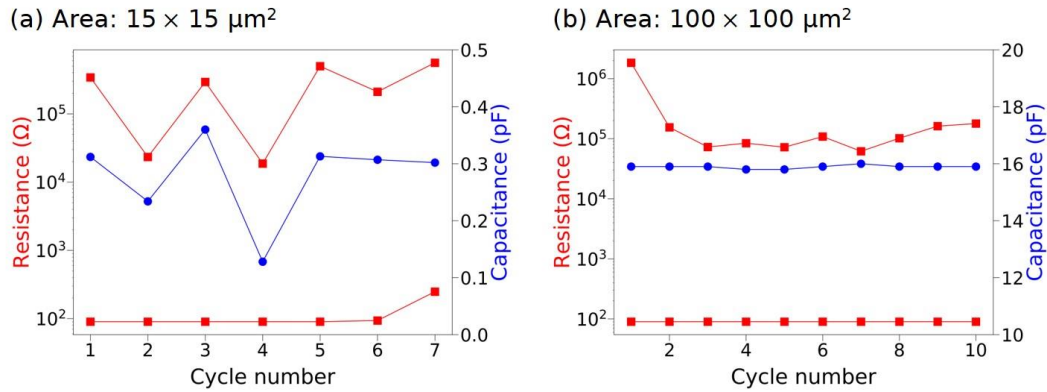 (a) Area: 15 × 15 μm²
(b) Area: 100 × 100 μm²
Resistance (Ω)
10⁵
10⁴
10³
10²
0.5
0.4
0.3
0.2
0.1
0.0
Capacitance (pF)
1 2 3 4 5 6 7
Cycle number
Resistance (Ω)
10⁶
10⁵
10⁴
10³
10²
20
18
16
14
12
10
Capacitance (pF)
2 4 6 8 10
Cycle number